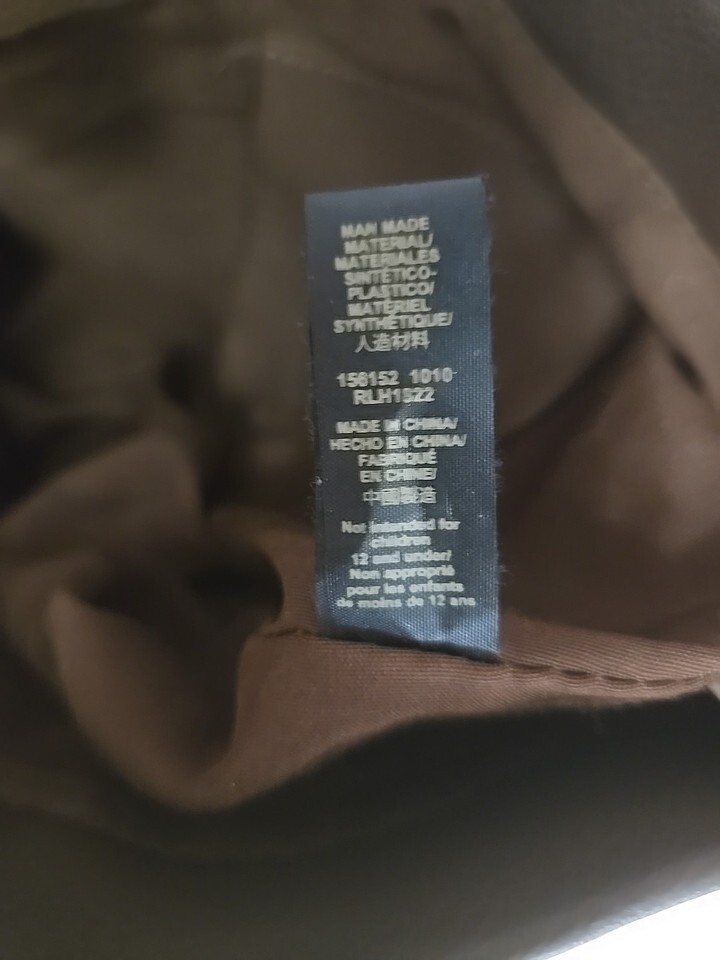 MAN MADE
MATERIAL/
MATERIALES
SINTÉTICO-
PLASTICO/
MATÉRIEL
SYNTHÉTIQUE/
人造材料
156152 1010
RLH1322
MADE IN CHINA/
HECHO EN CHINA/
FABRIQUÉ
EN CHINE/
中國製造
Not intended for
children
12 and under/
Non approprié
pour les enfants
de moins de 12 ans